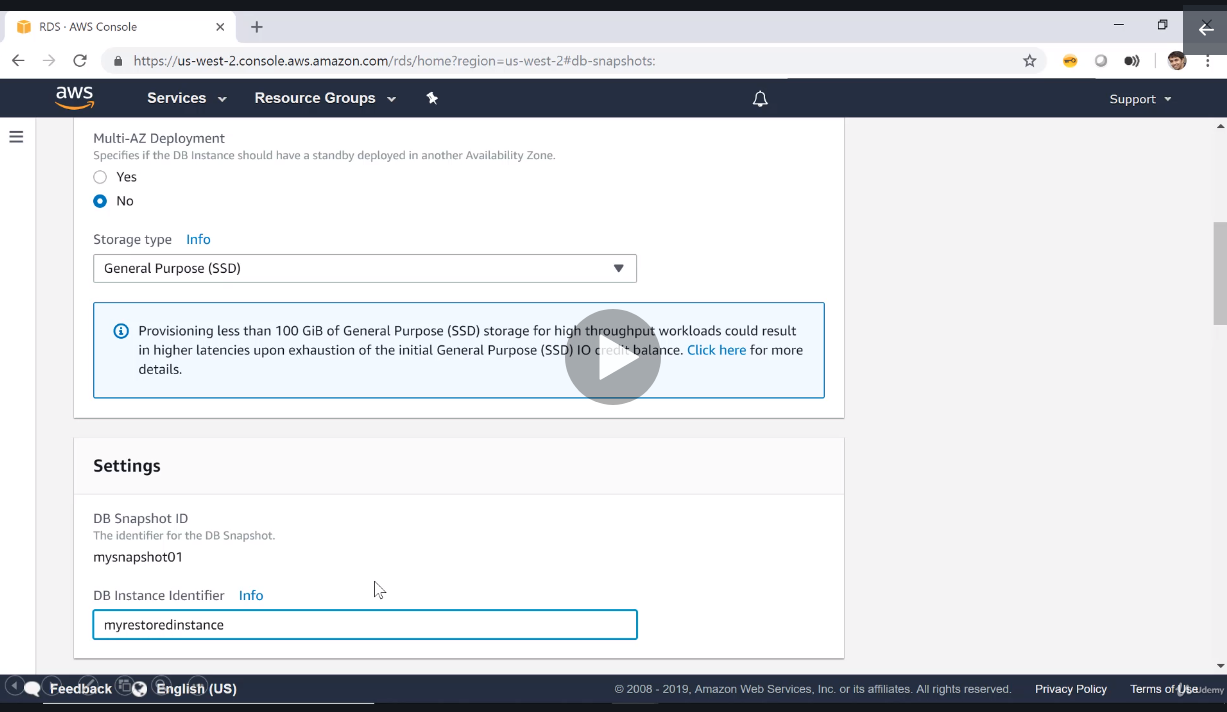 RDS · AWS Console
https://us-west-2.console.aws.amazon.com/rds/home?region=us-west-2#db-snapshots:
aws Services Resource Groups Support
Multi-AZ Deployment
Specifies if the DB Instance should have a standby deployed in another Availability Zone.
Yes
No
Storage type Info
General Purpose (SSD)
Provisioning less than 100 GiB of General Purpose (SSD) storage for high throughput workloads could result
in higher latencies upon exhaustion of the initial General Purpose (SSD) IO credit balance. Click here for more
details.
Settings
DB Snapshot ID
The identifier for the DB Snapshot.
mysnapshot01
DB Instance Identifier Info
myrestoredinstance
Feedback English (US) © 2008 - 2019, Amazon Web Services, Inc. or its affiliates. All rights reserved. Privacy Policy Terms of Use Udemy